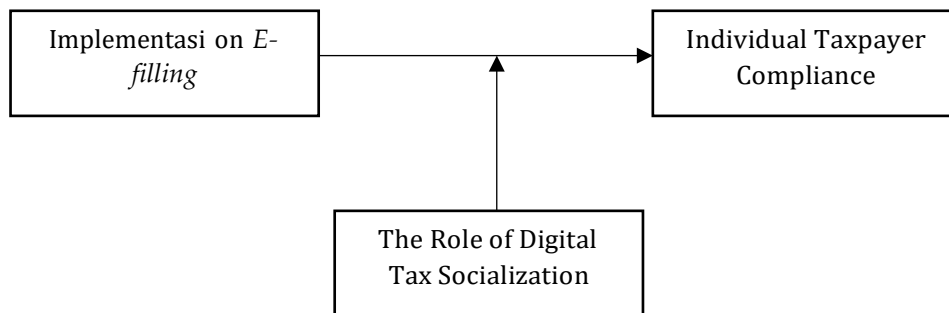 Implementasi on E-
filling
Individual Taxpayer
Compliance
The Role of Digital
Tax Socialization